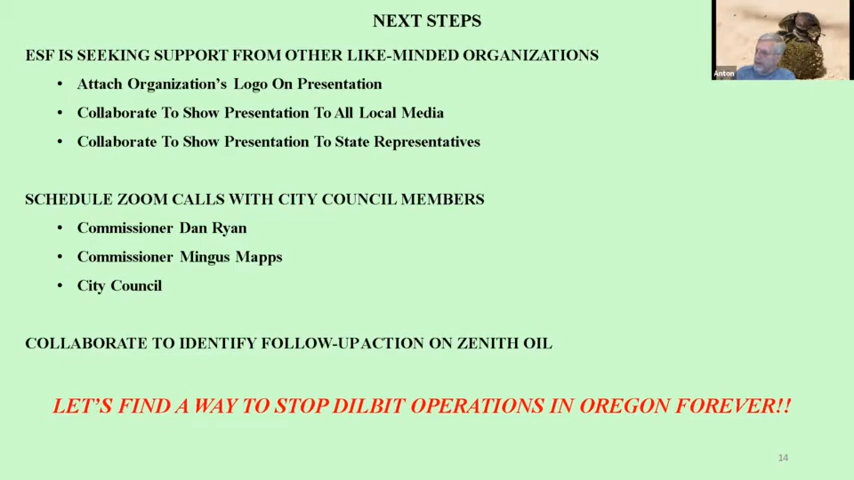 NEXT STEPS
ESF IS SEEKING SUPPORT FROM OTHER LIKE-MINDED ORGANIZATIONS
• Attach Organization's Logo On Presentation
• Collaborate To Show Presentation To All Local Media
• Collaborate To Show Presentation To State Representatives
SCHEDULE ZOOM CALLS WITH CITY COUNCIL MEMBERS
• Commissioner Dan Ryan
• Commissioner Mingus Mapps
• City Council
COLLABORATE TO IDENTIFY FOLLOW-UP ACTION ON ZENITH OIL
LET'S FIND A WAY TO STOP DILBIT OPERATIONS IN OREGON FOREVER!!
14
Anton